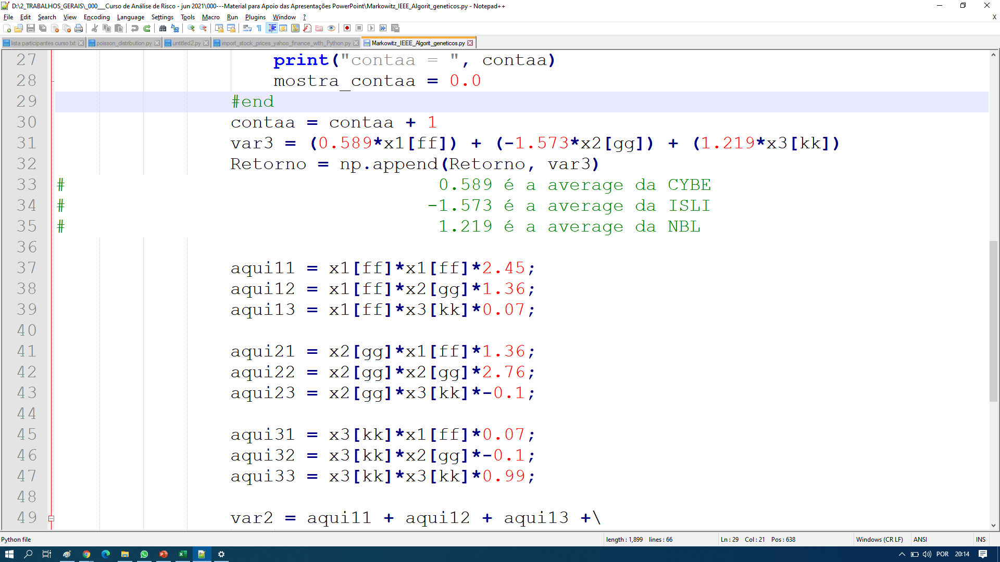 D:\2_TRABALHOS_GERAIS\_000___Curso de Análise de Risco - jun 2021\000---Material para Apoio das Apresentações PowerPoint\Markowitz_IEEE_Algorit_geneticos.py - Notepad++
File Edit Search View Encoding Language Settings Tools Macro Run Plugins Window ? X
lista participantes curso.txt poisson_distribution.py untitled2.py import_stock_prices_yahoo_finance_with_Python.py Markowitz_IEEE_Algorit_geneticos.py
27 print("contaa = ", contaa)
28 mostra_contaa = 0.0
29 #end
30 contaa = contaa + 1
31 var3 = (0.589*x1[ff]) + (-1.573*x2[gg]) + (1.219*x3[kk])
32 Retorno = np.append(Retorno, var3)
33 # 0.589 é a average da CYBE
34 # -1.573 é a average da ISLI
35 # 1.219 é a average da NBL
36
37 aqui11 = x1[ff]*x1[ff]*2.45;
38 aqui12 = x1[ff]*x2[gg]*1.36;
39 aqui13 = x1[ff]*x3[kk]*0.07;
40
41 aqui21 = x2[gg]*x1[ff]*1.36;
42 aqui22 = x2[gg]*x2[gg]*2.76;
43 aqui23 = x2[gg]*x3[kk]*-0.1;
44
45 aqui31 = x3[kk]*x1[ff]*0.07;
46 aqui32 = x3[kk]*x2[gg]*-0.1;
47 aqui33 = x3[kk]*x3[kk]*0.99;
48
49 var2 = aqui11 + aqui12 + aqui13 +\
Python file length : 1,899 lines : 66 Ln : 29 Col : 21 Pos : 638 Windows (CR LF) ANSI INS
POR 20:14